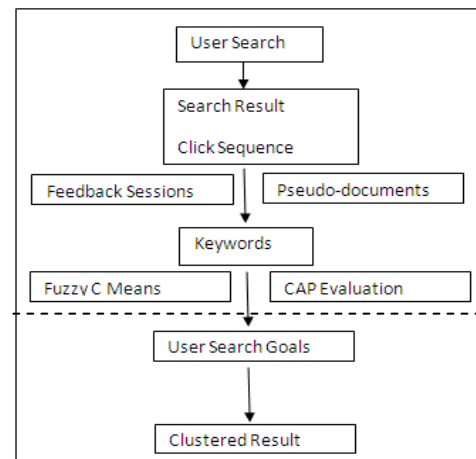 User Search
Search Result
Click Sequence
Feedback Sessions
Pseudo-documents
Keywords
Fuzzy C Means
CAP Evaluation
User Search Goals
Clustered Result